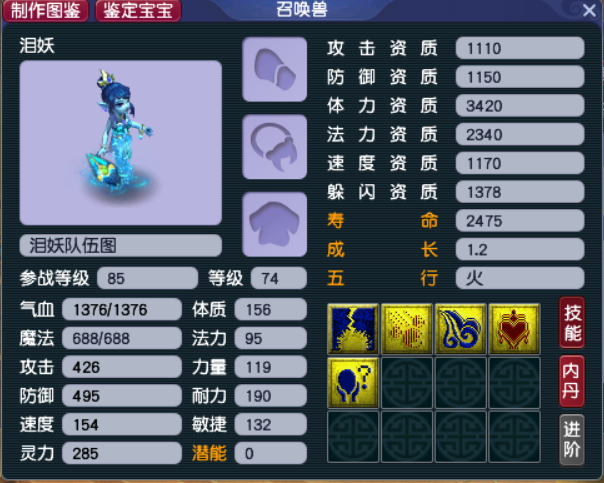 制作图鉴 鉴定宝宝 召唤兽
泪妖
攻击资质 1110
防御资质 1150
体力资质 3420
法力资质 2340
速度资质 1170
躲闪资质 1378
寿命 2475
成长 1.2
五行 火
泪妖队伍图
参战等级 85 等级 74
气血 1376/1376 体质 156
魔法 688/688 法力 95
攻击 426 力量 119
防御 495 耐力 190
速度 154 敏捷 132
灵力 285 潜能 0
技能
内丹
进阶